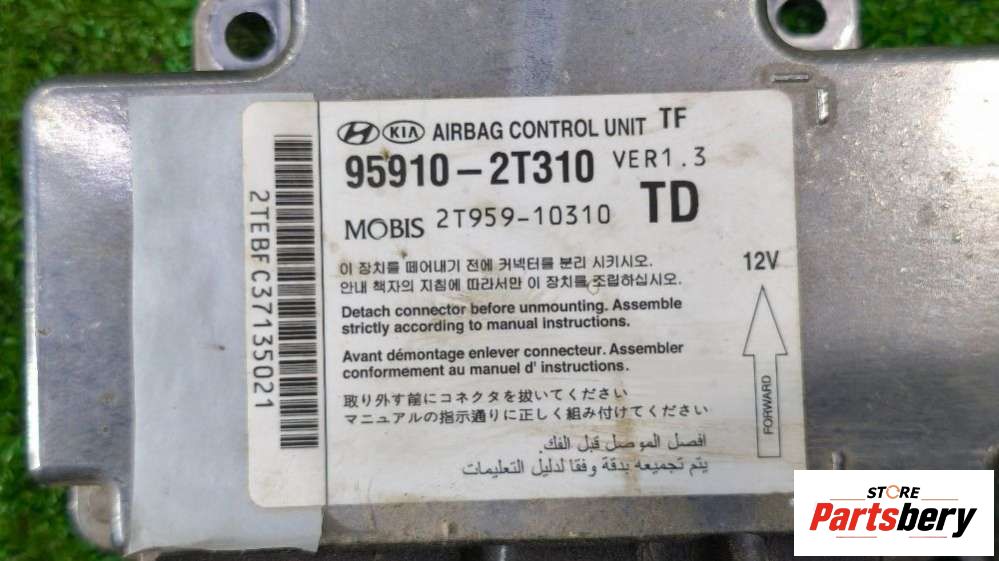 HYUNDAI KIA AIRBAG CONTROL UNIT TF
95910-2T310 VER1.3
MOBIS 2T959-10310 TD
이 장치를 떼어내기 전에 커넥터를 분리 시키시오.
안내 책자의 지침에 따라서만 이 장치를 조립하십시오.
12V
Detach connector before unmounting. Assemble
strictly according to manual instructions.
Avant démontage enlever connecteur. Assembler
conformement au manuel d' instructions.
取り外す前にコネクタを抜いてください
マニュアルの指示通りに正しく組み付けてください
افصل الموصل قبل الفك.
يتم تجميعه بدقة وفقا لدليل التعليمات
FORWARD
2TEBFC37135021
STORE
Partsbery